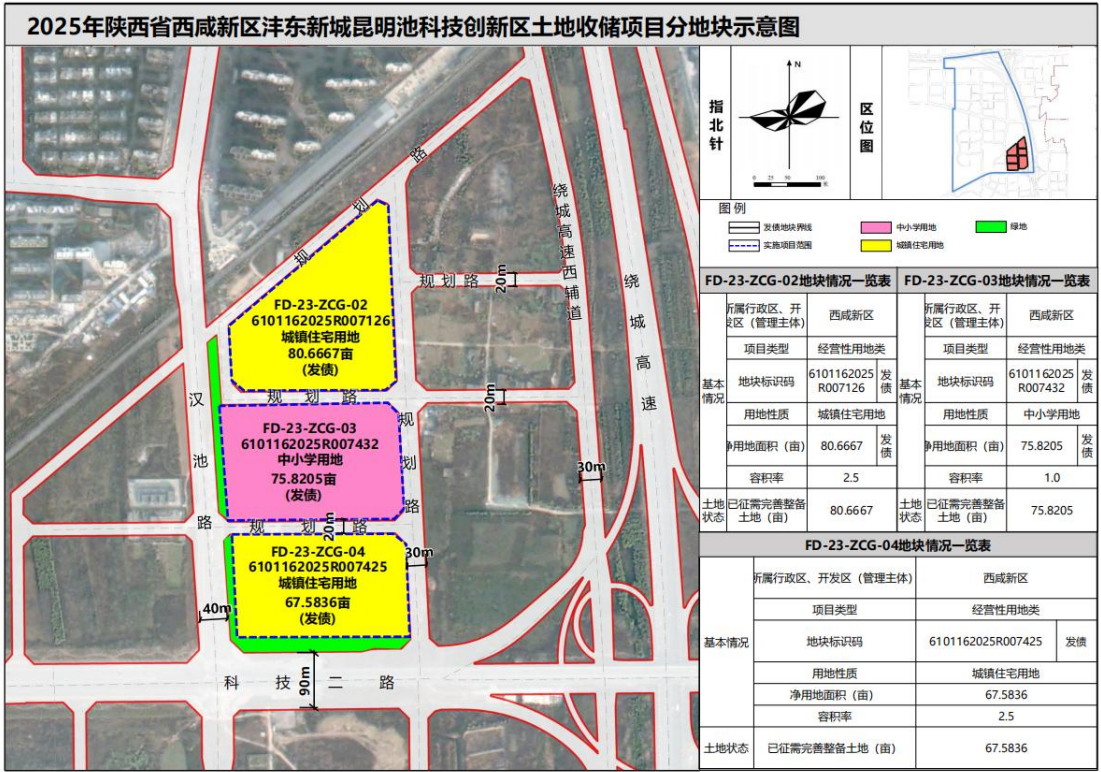 2025年陕西省西咸新区沣东新城昆明池科技创新区土地收储项目分地块示意图
规划路
规划路
20m
绕城高速西辅道
绕城高速
FD-23-ZCG-02
6101162025R007126
城镇住宅用地
80.6667亩
(发债)
规划路
20m
汉池路
规划路
FD-23-ZCG-03
6101162025R007432
中小学用地
75.8205亩
(发债)
30m
规划路
20m
30m
FD-23-ZCG-04
6101162025R007425
城镇住宅用地
67.5836亩
(发债)
40m
90m
科技二路
指北针
N
0 25 50 100
米
区位图
图例
发债地块界线
中小学用地
绿地
实施项目范围
城镇住宅用地
FD-23-ZCG-02地块情况一览表
基本情况
所属行政区、开
发区（管理主体）
西咸新区
项目类型
经营性用地类
地块标识码
6101162025
R007126
发债
用地性质
城镇住宅用地
净用地面积（亩）
80.6667
发债
容积率
2.5
土地状态
已征需完善整备
土地（亩）
80.6667
FD-23-ZCG-03地块情况一览表
基本情况
所属行政区、开
发区（管理主体）
西咸新区
项目类型
经营性用地类
地块标识码
6101162025
R007432
发债
用地性质
中小学用地
净用地面积（亩）
75.8205
发债
容积率
1.0
土地状态
已征需完善整备
土地（亩）
75.8205
FD-23-ZCG-04地块情况一览表
基本情况
所属行政区、开发区（管理主体）
西咸新区
项目类型
经营性用地类
地块标识码
6101162025R007425
发债
用地性质
城镇住宅用地
净用地面积（亩）
67.5836
容积率
2.5
土地状态
已征需完善整备土地（亩）
67.5836